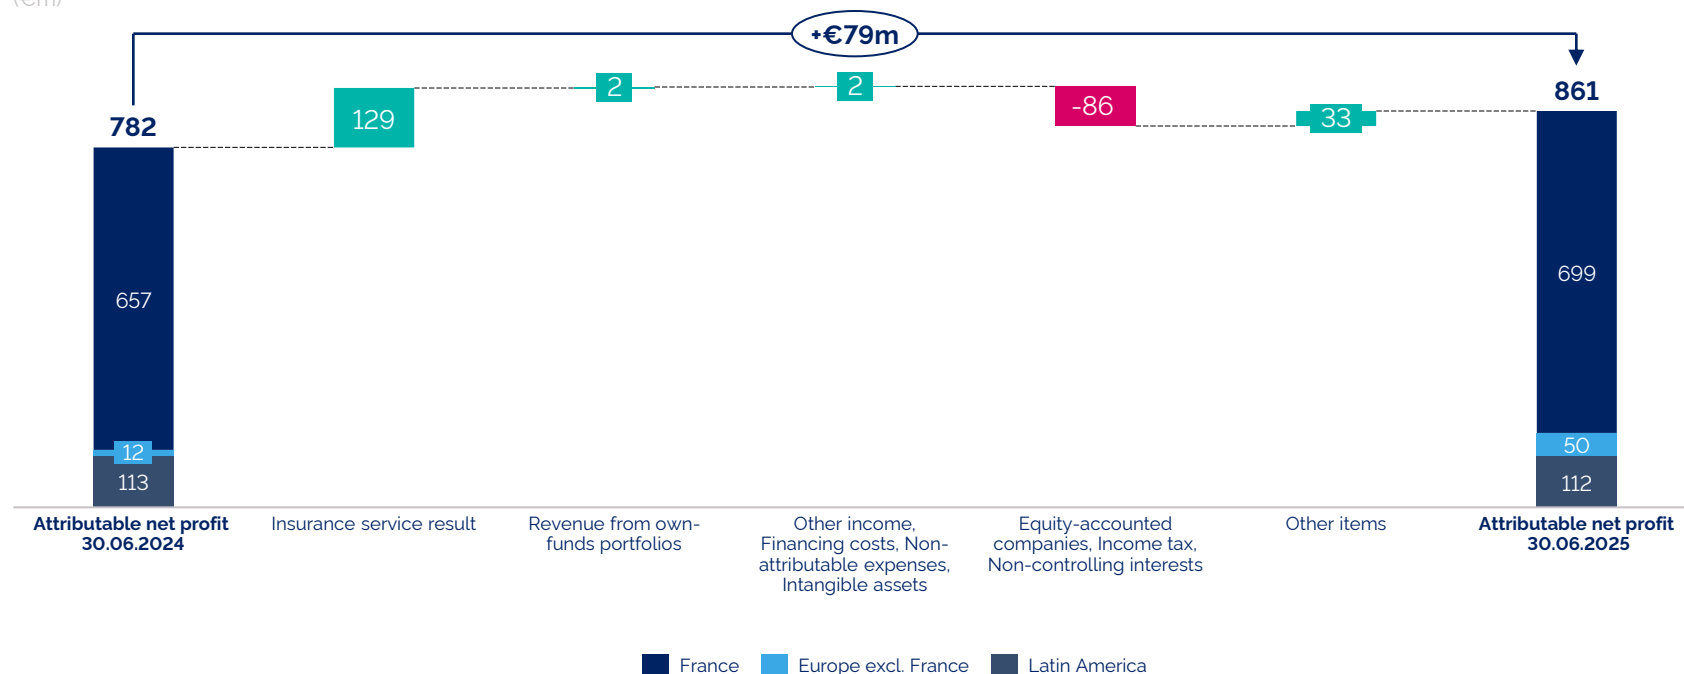 (€m)
+€79m
782
129
2
2
-86
33
861
657
699
12
50
113
112
Attributable net profit
30.06.2024
Insurance service result
Revenue from own-
funds portfolios
Other income,
Financing costs, Non-
attributable expenses,
Intangible assets
Equity-accounted
companies, Income tax,
Non-controlling interests
Other items
Attributable net profit
30.06.2025
France
Europe excl. France
Latin America